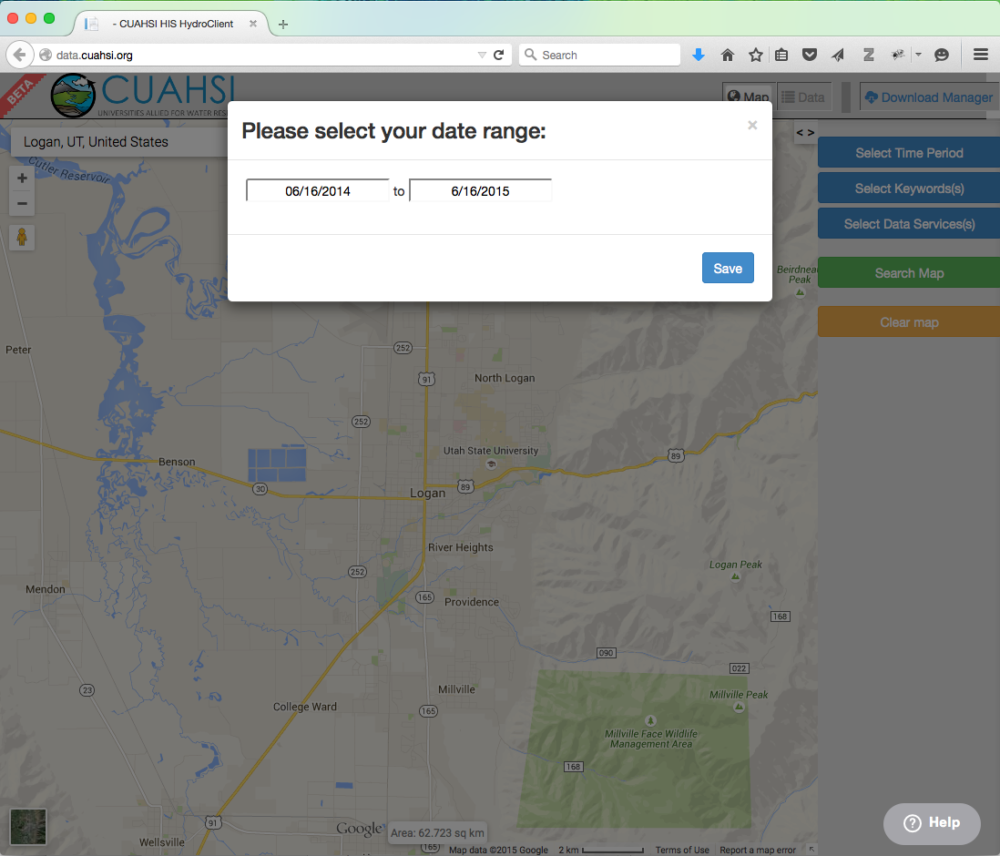 - CUAHSI HIS HydroClient
data.cuahsi.org
Search
BETA
CUAHSI
UNIVERSITIES ALLIED FOR WATER
Map
Data
Download Manager
Please select your date range:
×
06/16/2014 to 6/16/2015
Save
Logan, UT, United States
< >
Select Time Period
Select Keywords(s)
Select Data Services(s)
Search Map
Clear map
Cutler Reservoir
+
−
Peak
Peter
252
91
North Logan
252
Utah State University
89
Benson
30
Logan
89
River Heights
Logan Peak
252
Mendon
165
Providence
168
090
022
23
Millville
Millville Peak
College Ward
165
Millville Face Wildlife
Management Area
168
91
Google
Area: 62.723 sq km
Wellsville
165
Map data ©2015 Google
2 km
Terms of Use
Report a map error
Help